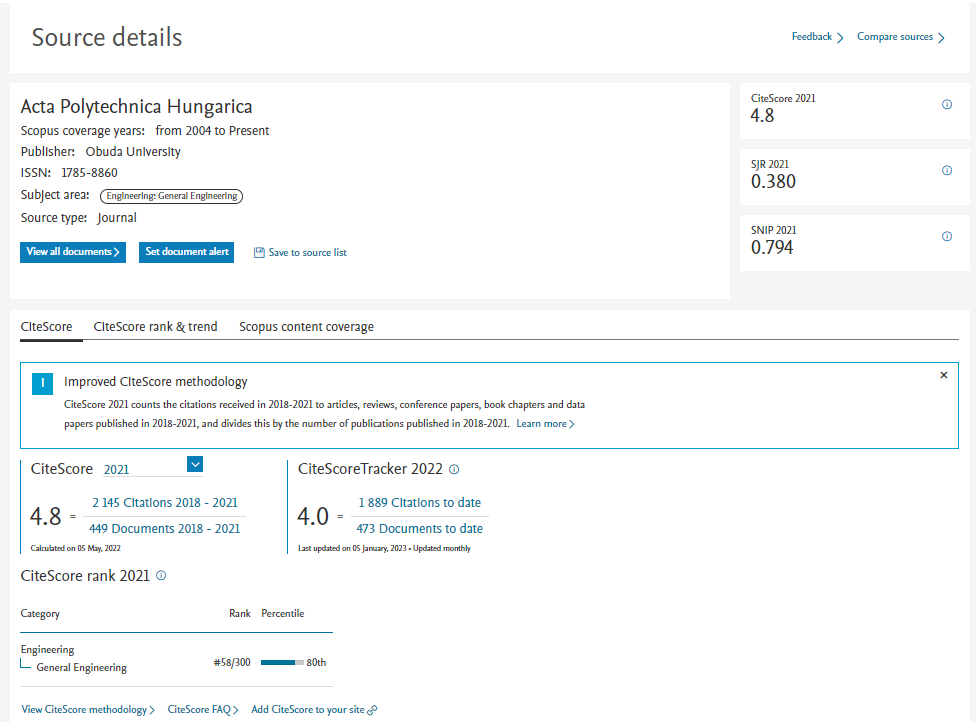 Source details
Feedback
Compare sources
Acta Polytechnica Hungarica
Scopus coverage years: from 2004 to Present
Publisher: Obuda University
ISSN: 1785-8860
Subject area: Engineering: General Engineering
Source type: Journal
View all documents
Set document alert
Save to source list
CiteScore 2021
4.8
SJR 2021
0.380
SNIP 2021
0.794
CiteScore
CiteScore rank & trend
Scopus content coverage
Improved CiteScore methodology
CiteScore 2021 counts the citations received in 2018-2021 to articles, reviews, conference papers, book chapters and data
papers published in 2018-2021, and divides this by the number of publications published in 2018-2021. Learn more
CiteScore 2021
4.8 =
2 145 Citations 2018 - 2021
449 Documents 2018 - 2021
Calculated on 05 May, 2022
CiteScoreTracker 2022
4.0 =
1 889 Citations to date
473 Documents to date
Last updated on 05 January, 2023 • Updated monthly
CiteScore rank 2021
Category Rank Percentile
Engineering
General Engineering #58/300 80th
View CiteScore methodology
CiteScore FAQ
Add CiteScore to your site